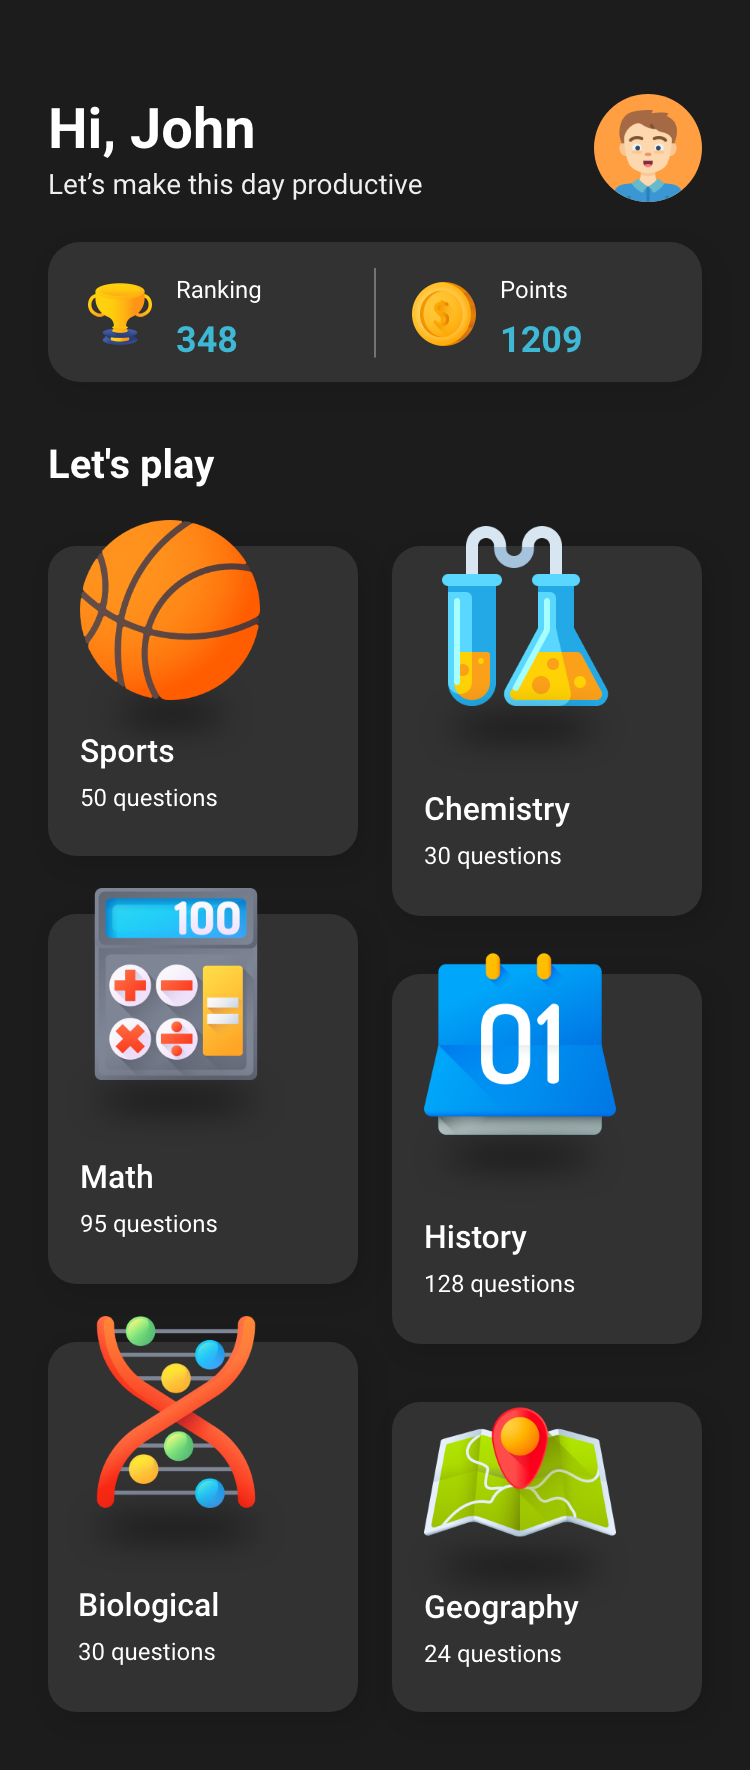 Hi, John
Let’s make this day productive
Ranking
348
Points
1209
Let's play
Sports
50 questions
Chemistry
30 questions
100
Math
95 questions
01
History
128 questions
Biological
30 questions
Geography
24 questions